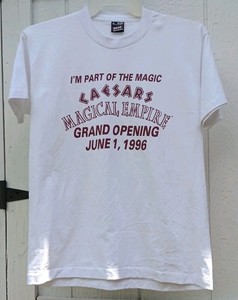 I'M PART OF THE MAGIC
CAESARS
MAGICAL EMPIRE
GRAND OPENING
JUNE 1, 1996